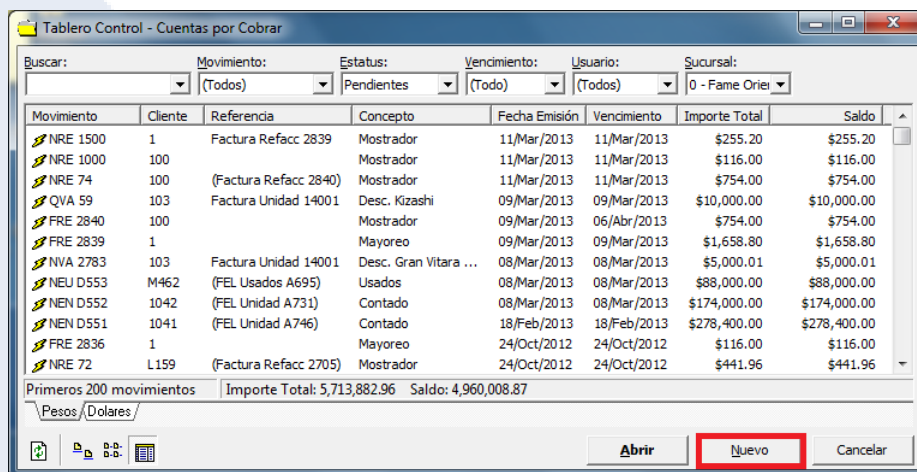 Tablero Control - Cuentas por Cobrar
Buscar: Movimiento: Estatus: Vencimiento: Usuario: Sucursal:
(Todos) Pendientes (Todo) (Todos) 0 - Fame Orie
Movimiento Cliente Referencia Concepto Fecha Emisión Vencimiento Importe Total Saldo
NRE 1500 1 Factura Refacc 2839 Mostrador 11/Mar/2013 11/Mar/2013 $255.20 $255.20
NRE 1000 100 Mostrador 11/Mar/2013 11/Mar/2013 $116.00 $116.00
NRE 74 100 (Factura Refacc 2840) Mostrador 11/Mar/2013 11/Mar/2013 $754.00 $754.00
QVA 59 103 Factura Unidad 14001 Desc. Kizashi 09/Mar/2013 09/Mar/2013 $10,000.00 $10,000.00
FRE 2840 100 Mostrador 09/Mar/2013 06/Abr/2013 $754.00 $754.00
FRE 2839 1 Mayoreo 09/Mar/2013 09/Mar/2013 $1,658.80 $1,658.80
NVA 2783 103 Factura Unidad 14001 Desc. Gran Vitara ... 08/Mar/2013 08/Mar/2013 $5,000.01 $5,000.01
NEU D553 M462 (FEL Usados A695) Usados 08/Mar/2013 08/Mar/2013 $88,000.00 $88,000.00
NEN D552 1042 (FEL Unidad A731) Contado 08/Mar/2013 08/Mar/2013 $174,000.00 $174,000.00
NEN D551 1041 (FEL Unidad A746) Contado 18/Feb/2013 18/Feb/2013 $278,400.00 $278,400.00
FRE 2836 1 Mayoreo 24/Oct/2012 24/Oct/2012 $116.00 $116.00
NRE 72 L159 (Factura Refacc 2705) Mostrador 24/Oct/2012 24/Oct/2012 $441.96 $441.96
Primeros 200 movimientos Importe Total: 5,713,882.96 Saldo: 4,960,008.87
Pesos Dolares
Abrir Nuevo Cancelar